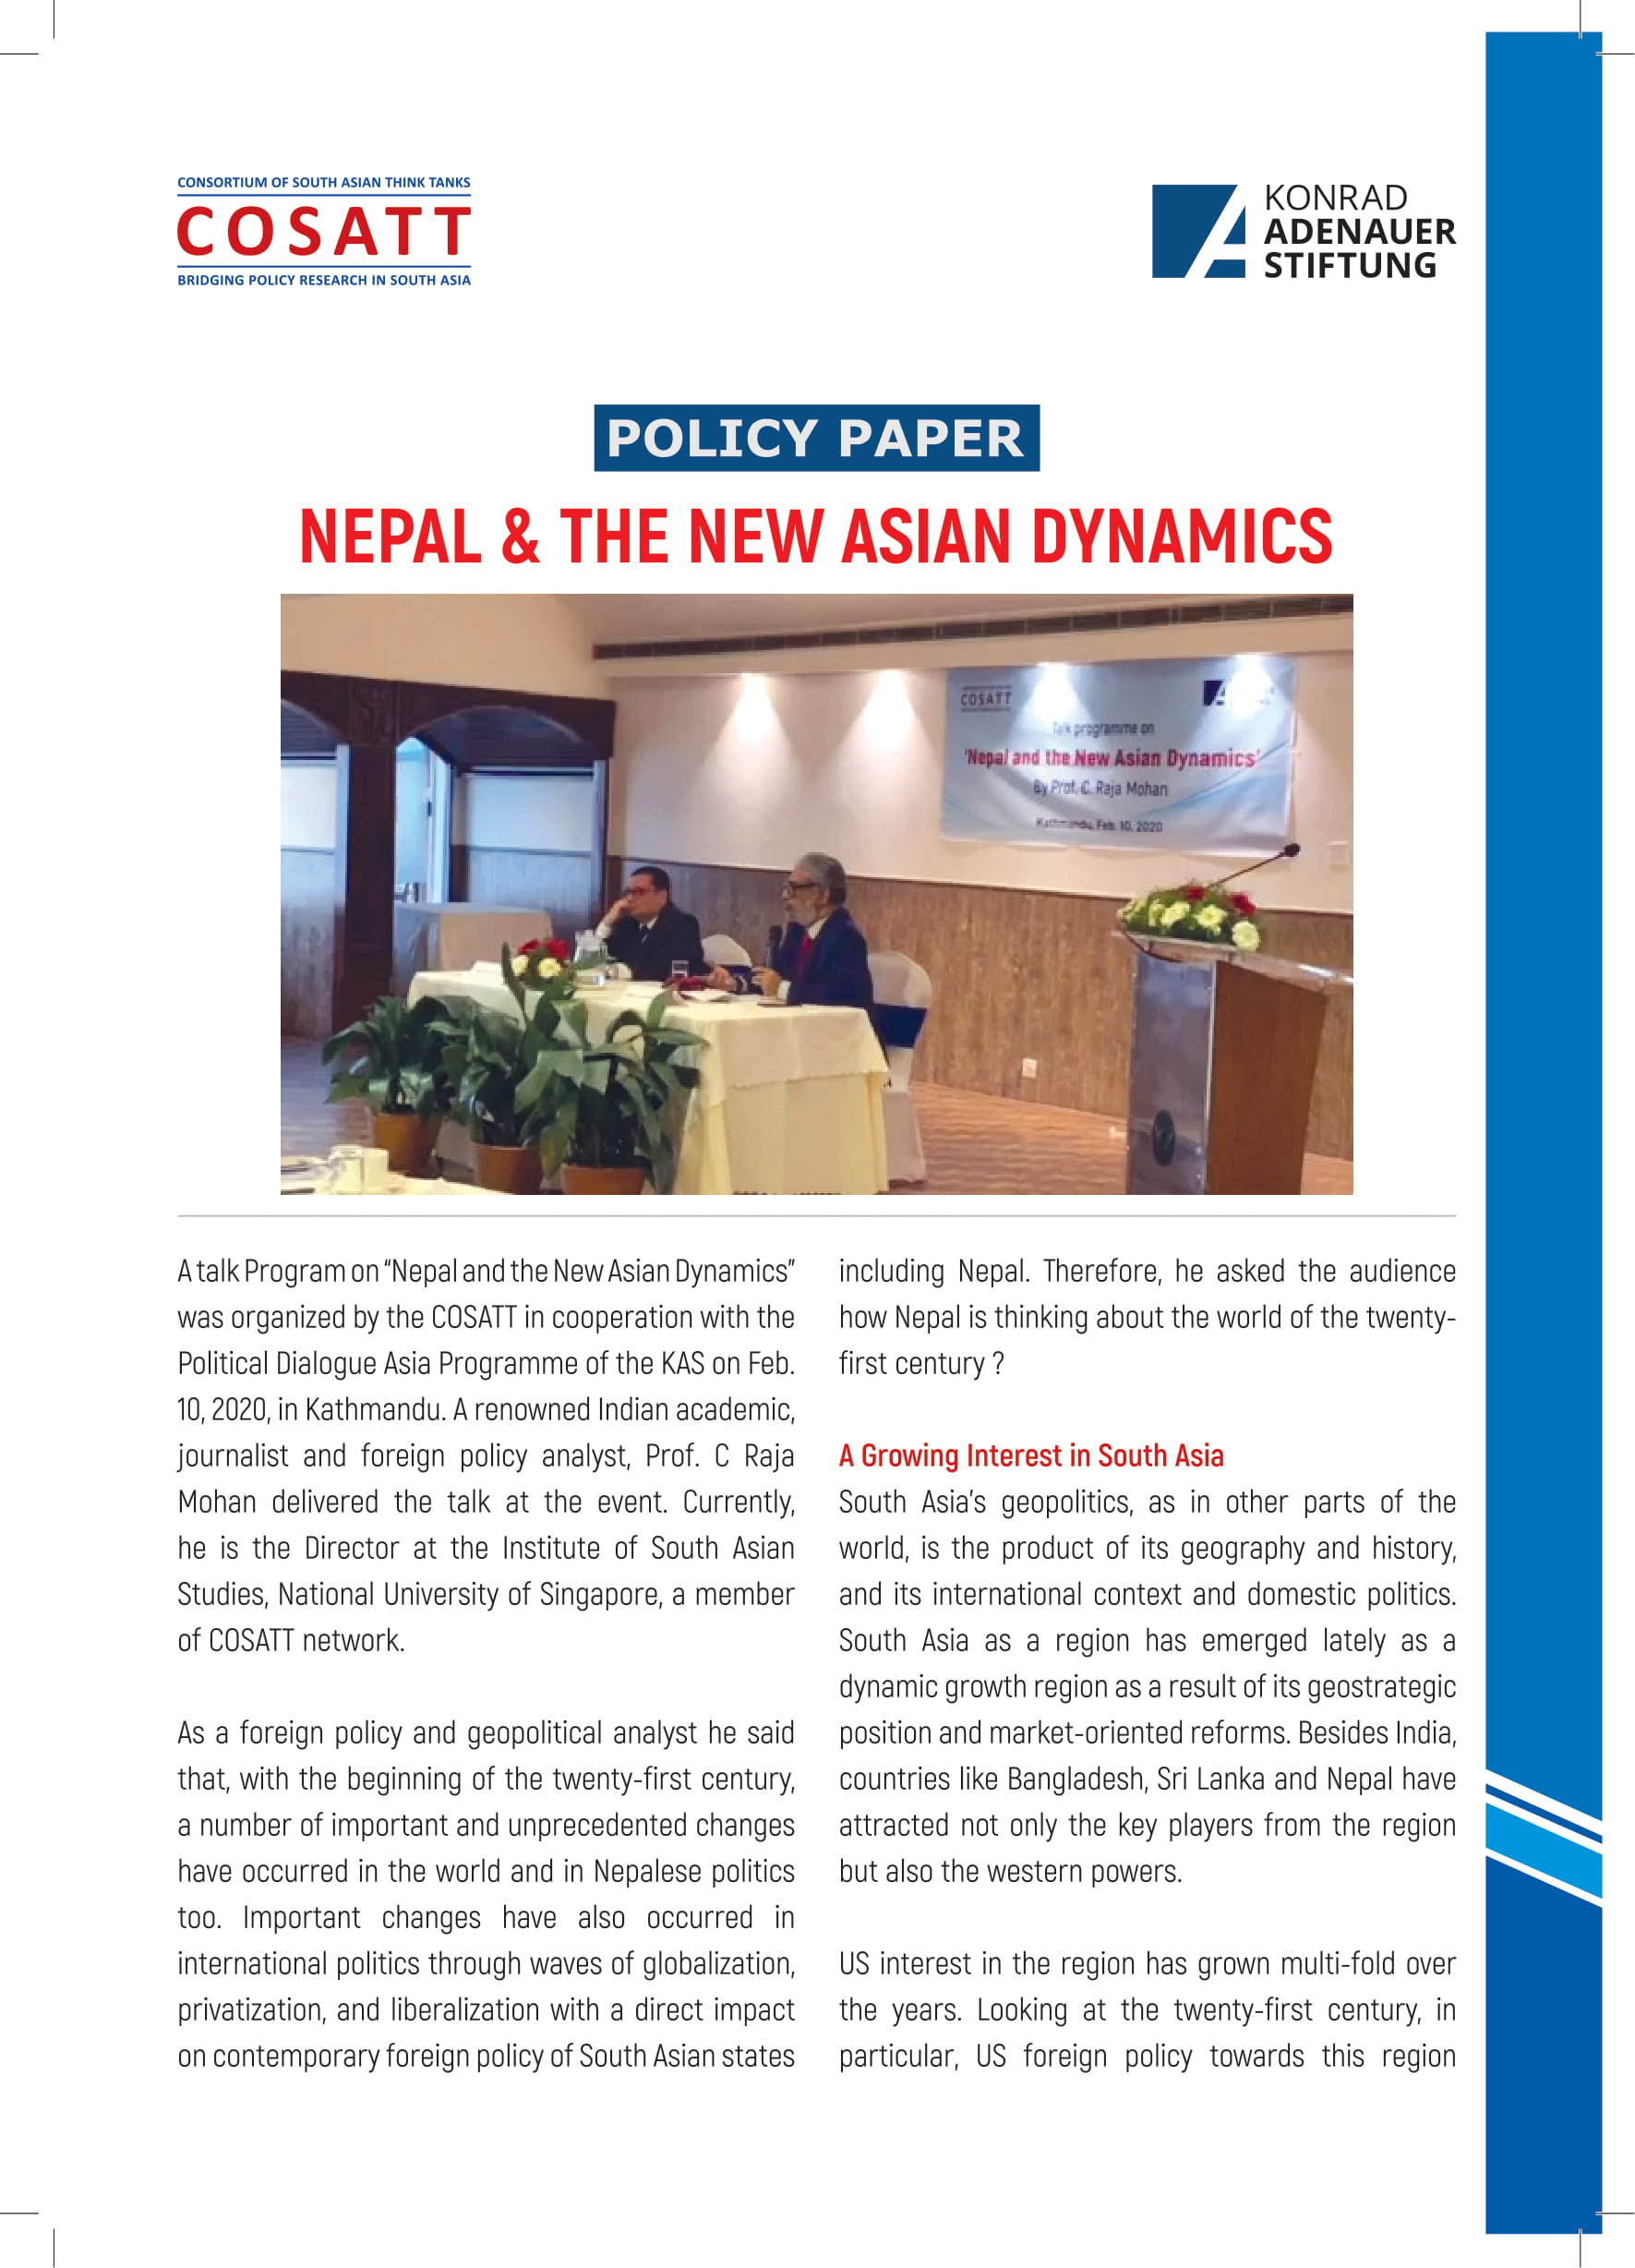 CONSORTIUM OF SOUTH ASIAN THINK TANKS
COSATT
BRIDGING POLICY RESEARCH IN SOUTH ASIA
KONRAD
ADENAUER
STIFTUNG
POLICY PAPER
NEPAL & THE NEW ASIAN DYNAMICS
COSATT
Talk programme on
'Nepal and the New Asian Dynamics'
By Prof. C. Raja Mohan
Kathmandu, Feb. 10, 2020
A talk Program on “Nepal and the New Asian Dynamics”
was organized by the COSATT in cooperation with the
Political Dialogue Asia Programme of the KAS on Feb.
10, 2020, in Kathmandu. A renowned Indian academic,
journalist and foreign policy analyst, Prof. C Raja
Mohan delivered the talk at the event. Currently,
he is the Director at the Institute of South Asian
Studies, National University of Singapore, a member
of COSATT network.
As a foreign policy and geopolitical analyst he said
that, with the beginning of the twenty-first century,
a number of important and unprecedented changes
have occurred in the world and in Nepalese politics
too. Important changes have also occurred in
international politics through waves of globalization,
privatization, and liberalization with a direct impact
on contemporary foreign policy of South Asian states
including Nepal. Therefore, he asked the audience
how Nepal is thinking about the world of the twenty-
first century ?
A Growing Interest in South Asia
South Asia’s geopolitics, as in other parts of the
world, is the product of its geography and history,
and its international context and domestic politics.
South Asia as a region has emerged lately as a
dynamic growth region as a result of its geostrategic
position and market-oriented reforms. Besides India,
countries like Bangladesh, Sri Lanka and Nepal have
attracted not only the key players from the region
but also the western powers.
US interest in the region has grown multi-fold over
the years. Looking at the twenty-first century, in
particular, US foreign policy towards this region